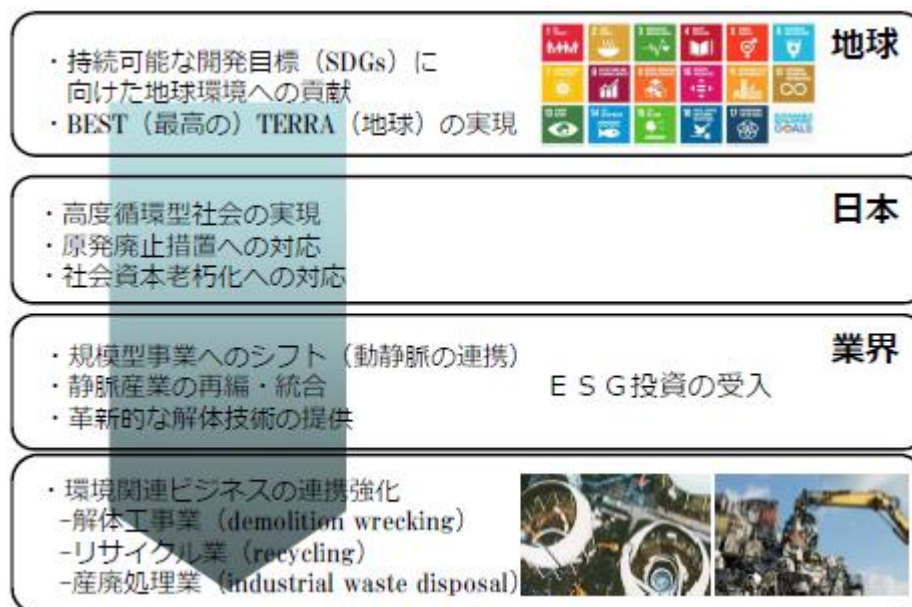 地球
・持続可能な開発目標（SDGs）に
向けた地球環境への貢献
・BEST（最高の）TERRA（地球）の実現
日本
・高度循環型社会の実現
・原発廃止措置への対応
・社会資本老朽化への対応
業界
・規模型事業へのシフト（動静脈の連携）
・静脈産業の再編・統合
・革新的な解体技術の提供
ＥＳＧ投資の受入
・環境関連ビジネスの連携強化
-解体工事業（demolition wrecking）
-リサイクル業（recycling）
-産廃処理業（industrial waste disposal）